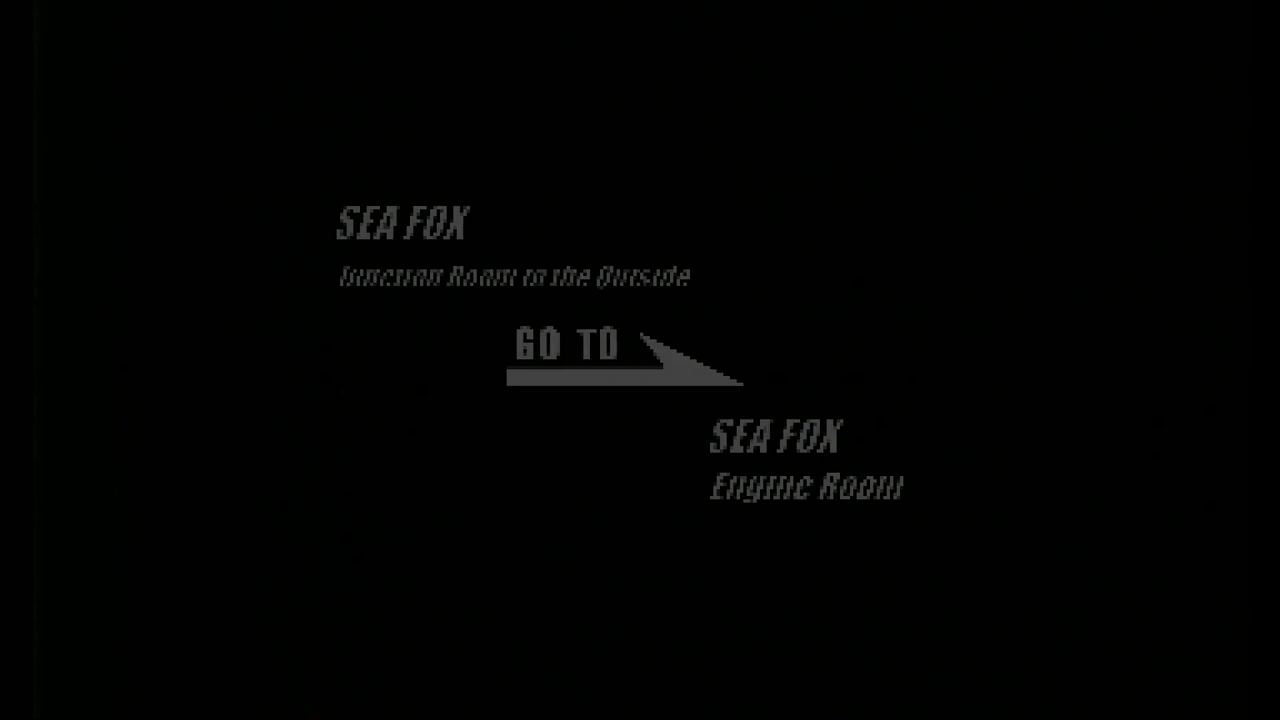 SEA FOX
Junction Room to the Outside
GO TO
SEA FOX
Engine Room